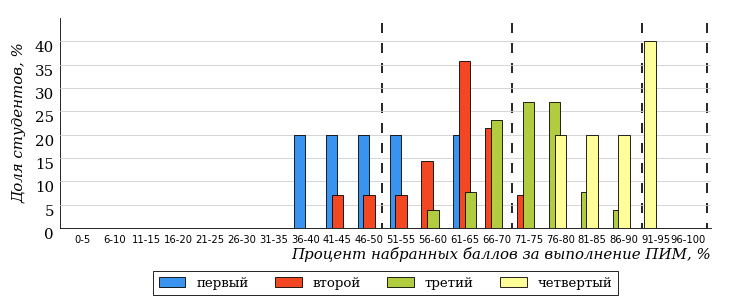 Доля студентов, %
40
35
30
25
20
15
10
5
0
0-5 6-10 11-15 16-20 21-25 26-30 31-35 36-40 41-45 46-50 51-55 56-60 61-65 66-70 71-75 76-80 81-85 86-90 91-95 96-100
Процент набранных баллов за выполнение ПИМ, %
первый второй третий четвертый